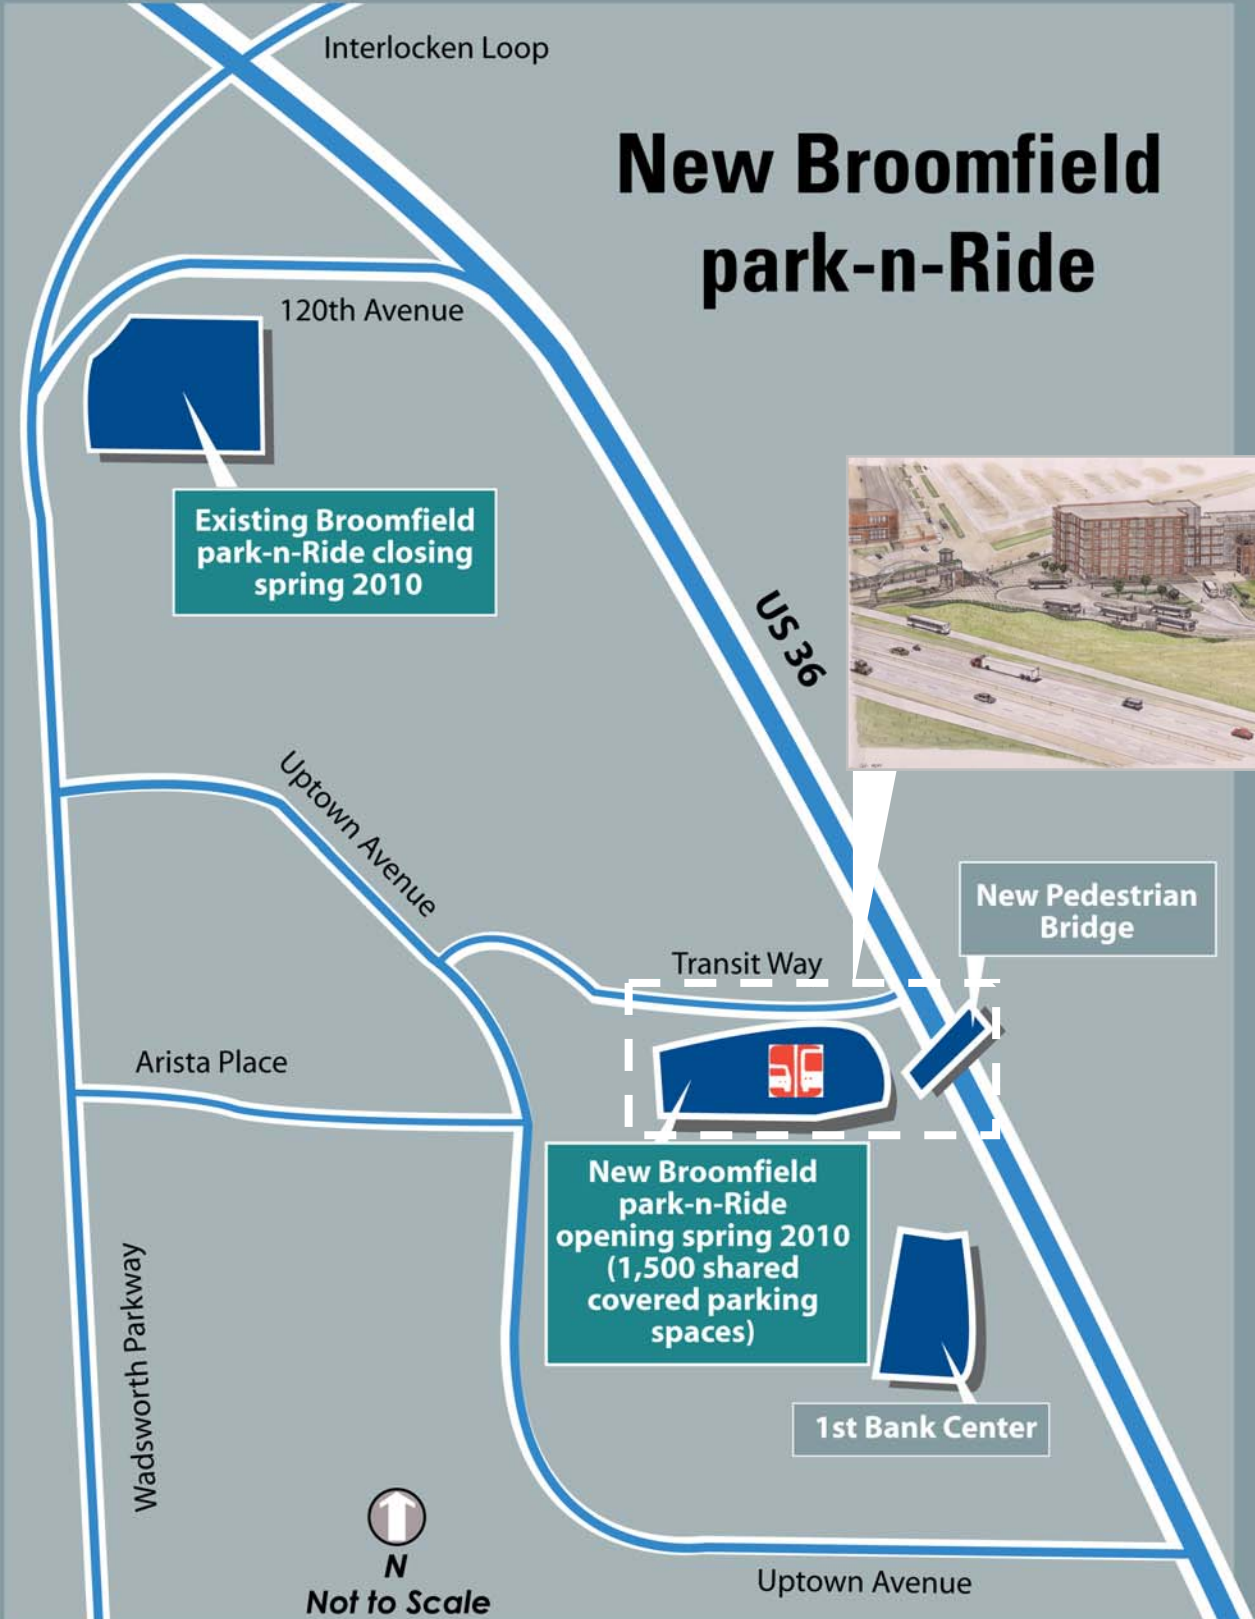 Interlocken Loop
New Broomfield
park-n-Ride
120th Avenue
Existing Broomfield
park-n-Ride closing
spring 2010
US 36
Uptown Avenue
New Pedestrian
Bridge
Transit Way
Arista Place
New Broomfield
park-n-Ride
opening spring 2010
(1,500 shared
covered parking
spaces)
Wadsworth Parkway
1st Bank Center
N
Not to Scale
Uptown Avenue